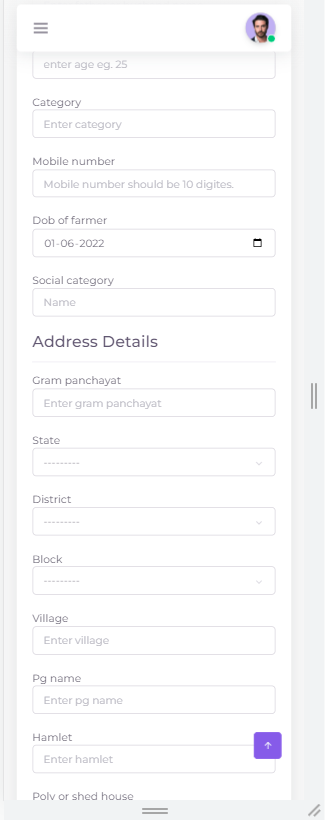 enter age eg. 25
Category
Enter category
Mobile number
Mobile number should be 10 digites.
Dob of farmer
01-06-2022
Social category
Name
Address Details
Gram panchayat
Enter gram panchayat
State
---------
District
---------
Block
---------
Village
Enter village
Pg name
Enter pg name
Hamlet
Enter hamlet
Poly or shed house